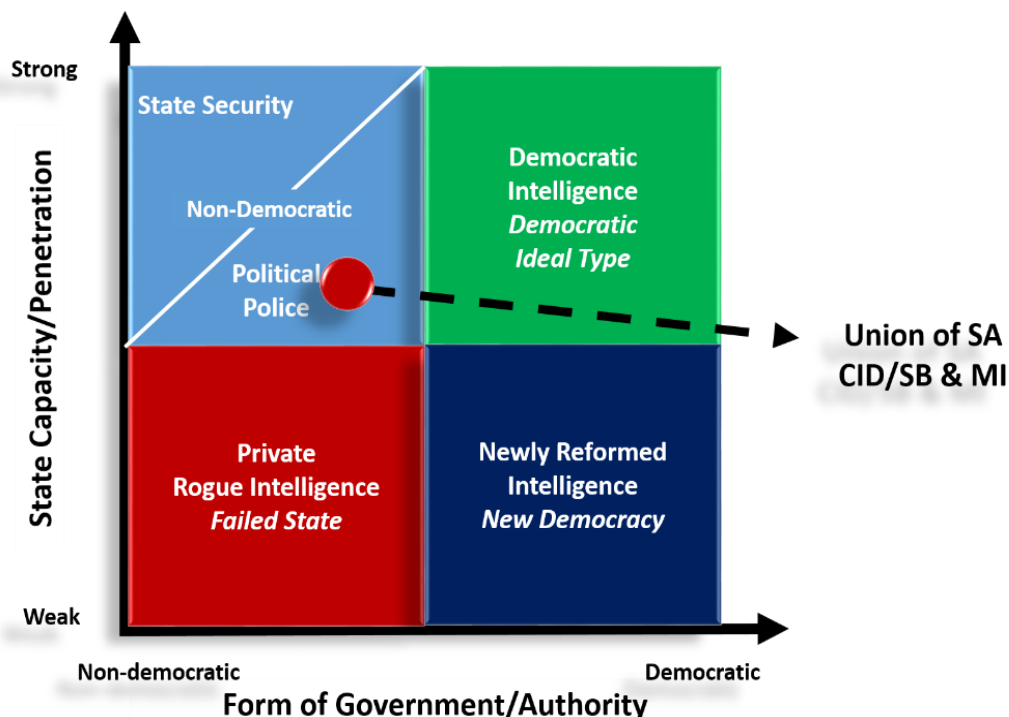 Strong
State Security
Non-Democratic
Political
Police
Democratic
Intelligence
Democratic
Ideal Type
State Capacity/Penetration
Union of SA
CID/SB & MI
Private
Rogue Intelligence
Failed State
Newly Reformed
Intelligence
New Democracy
Weak
Non-democratic
Democratic
Form of Government/Authority